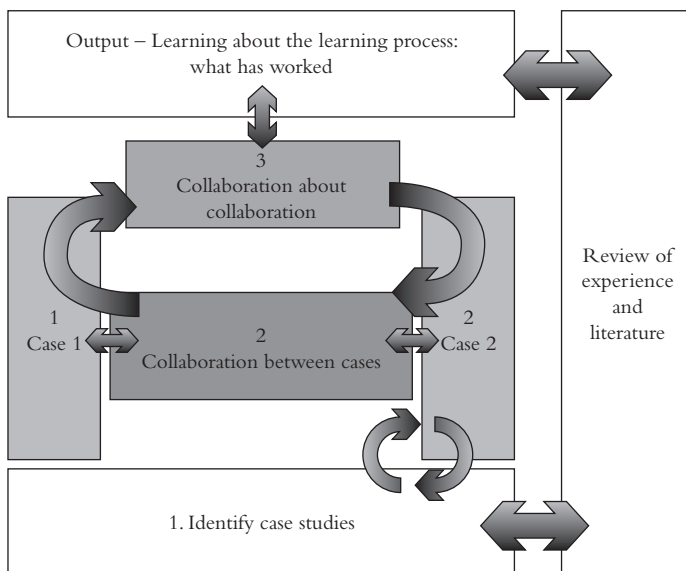 Output – Learning about the learning process:
what has worked
3
Collaboration about
collaboration
1
Case 1
2
Collaboration between cases
2
Case 2
Review of
experience
and
literature
1. Identify case studies